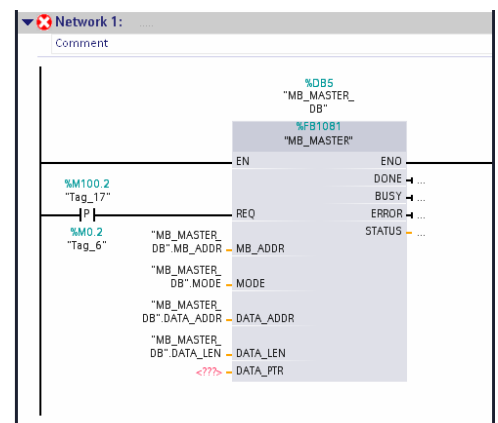 Network 1: .....
Comment
%DB5
"MB_MASTER_
DB"
%FB1081
"MB_MASTER"
EN
ENO
DONE
...
BUSY
...
%M100.2
"Tag_17"
P
REQ
ERROR
...
%M0.2
"Tag_6"
STATUS
...
"MB_MASTER_
DB".MB_ADDR
MB_ADDR
"MB_MASTER_
DB".MODE
MODE
"MB_MASTER_
DB".DATA_ADDR
DATA_ADDR
"MB_MASTER_
DB".DATA_LEN
DATA_LEN
<???>
DATA_PTR